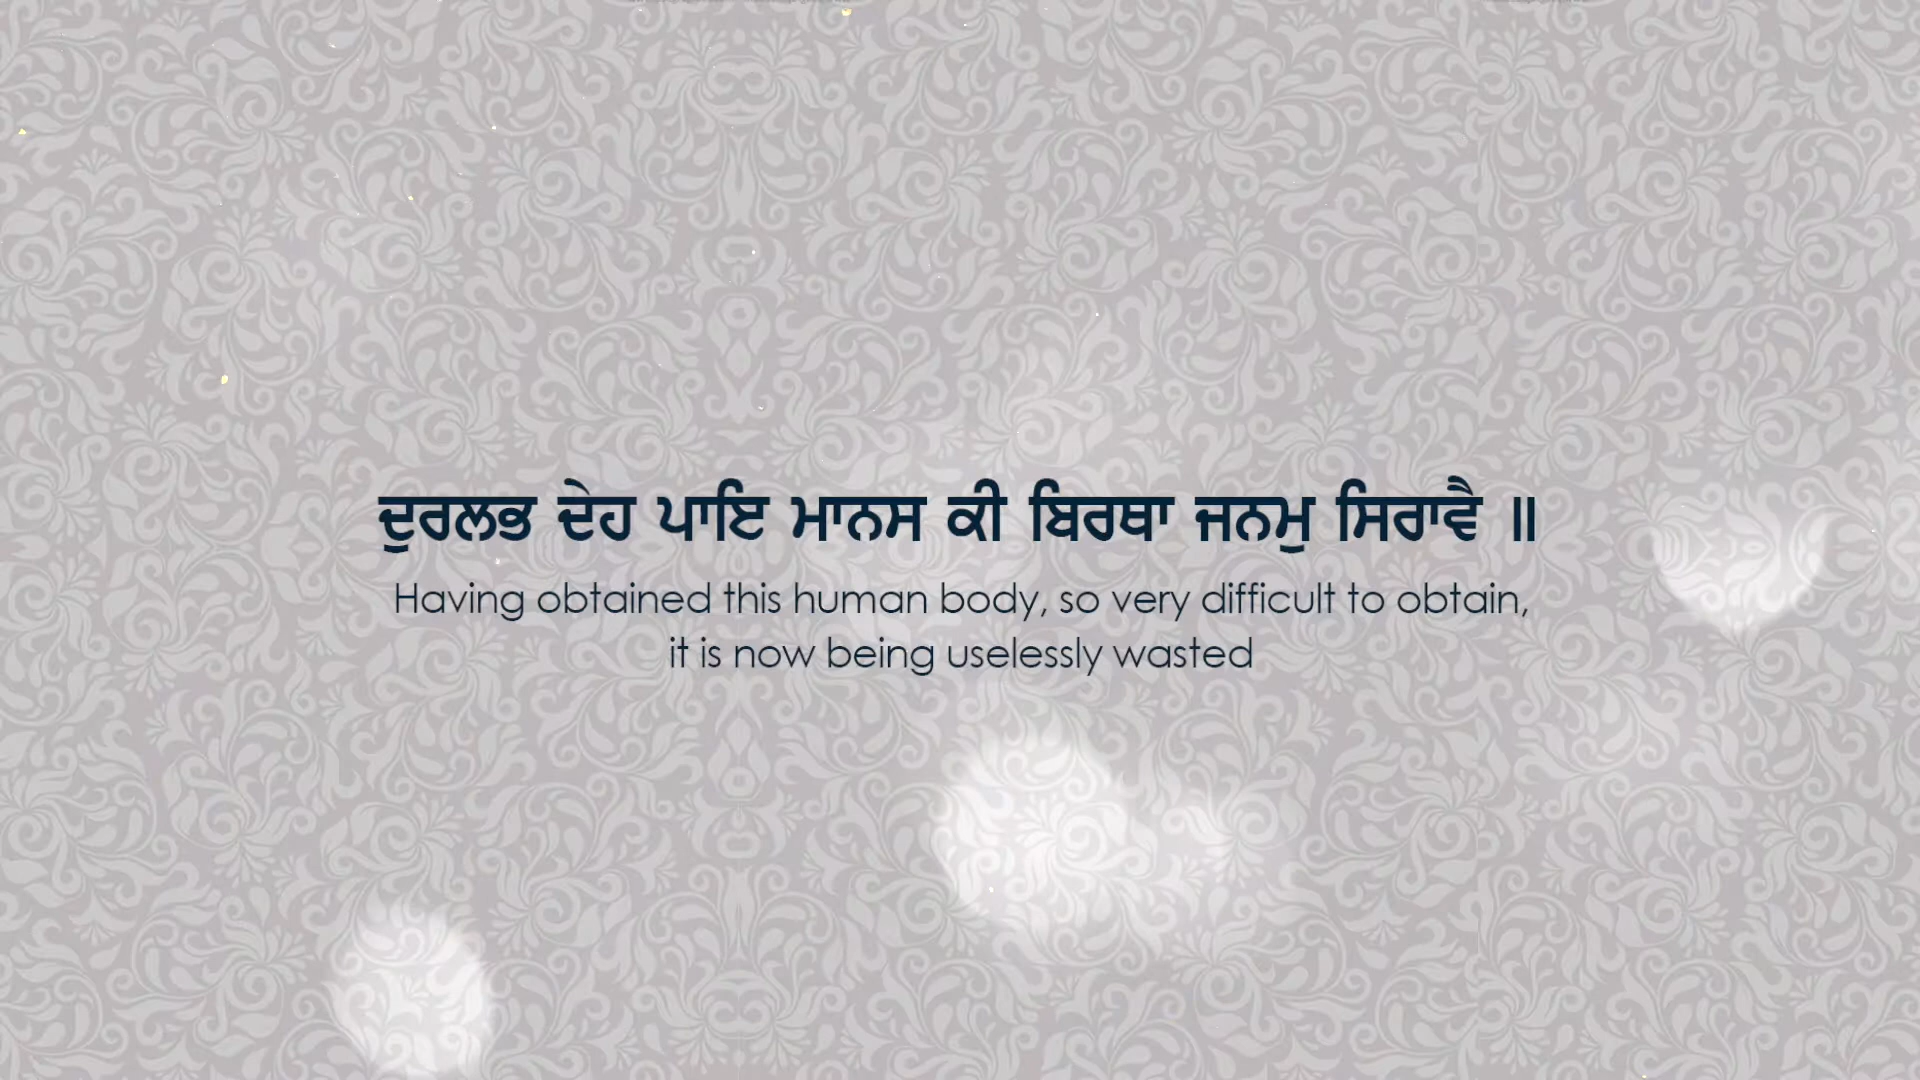 ਦੁਰਲਭ ਦੇਹ ਪਾਇ ਮਾਨਸ ਕੀ ਬਿਰਥਾ ਜਨਮੁ ਸਿਰਾਵੈ ॥
Having obtained this human body, so very difficult to obtain,
it is now being uselessly wasted